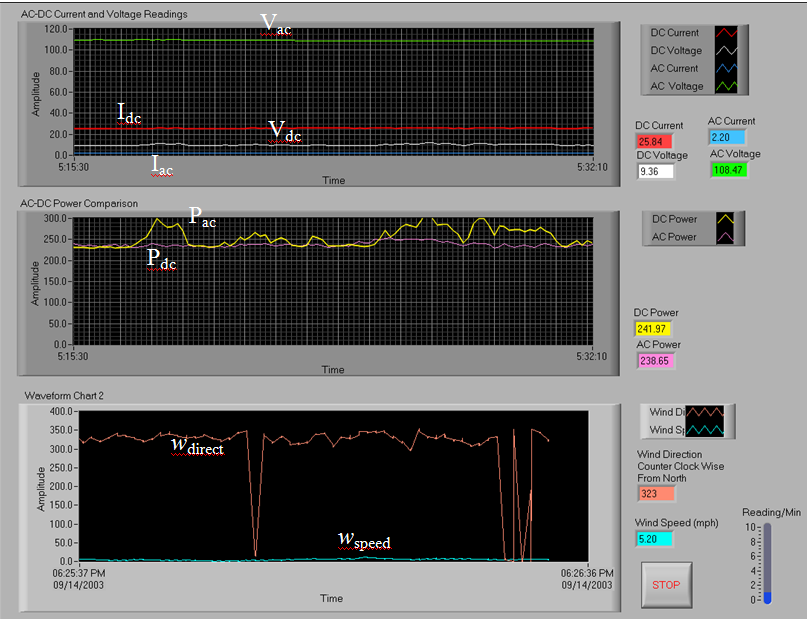 AC-DC Current and Voltage Readings
Vac
120.0
100.0
80.0
60.0
40.0
20.0
0.0
Amplitude
Idc
Vdc
Iac
5:15:30
5:32:10
Time
DC Current
DC Voltage
AC Current
AC Voltage
DC Current
25.84
AC Current
2.20
DC Voltage
9.36
AC Voltage
108.47
AC-DC Power Comparison
300.0
250.0
200.0
150.0
100.0
50.0
0.0
Amplitude
Pac
Pdc
5:15:30
5:32:10
Time
DC Power
AC Power
DC Power
241.97
AC Power
238.65
Waveform Chart 2
400.0
350.0
300.0
250.0
200.0
150.0
100.0
50.0
0.0
Amplitude
wdirect
wspeed
06:25:37 PM
09/14/2003
06:26:36 PM
09/14/2003
Time
Wind Di
Wind Sp
Wind Direction
Counter Clock Wise
From North
323
Wind Speed (mph)
5.20
STOP
Reading/Min
10
8
6
4
2
0